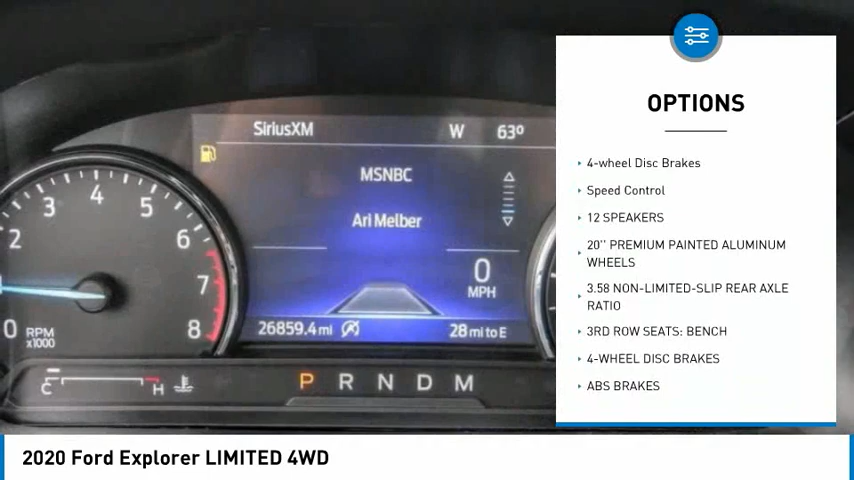 SiriusXM W 63°
MSNBC
Ari Melber
0
MPH
26859.4 mi 28 mi to E
2 3 4 5 6 7 8
0 RPM
x1000
C H
P R N D M
OPTIONS
4-wheel Disc Brakes
Speed Control
12 SPEAKERS
20'' PREMIUM PAINTED ALUMINUM
WHEELS
3.58 NON-LIMITED-SLIP REAR AXLE
RATIO
3RD ROW SEATS: BENCH
4-WHEEL DISC BRAKES
ABS BRAKES
2020 Ford Explorer LIMITED 4WD